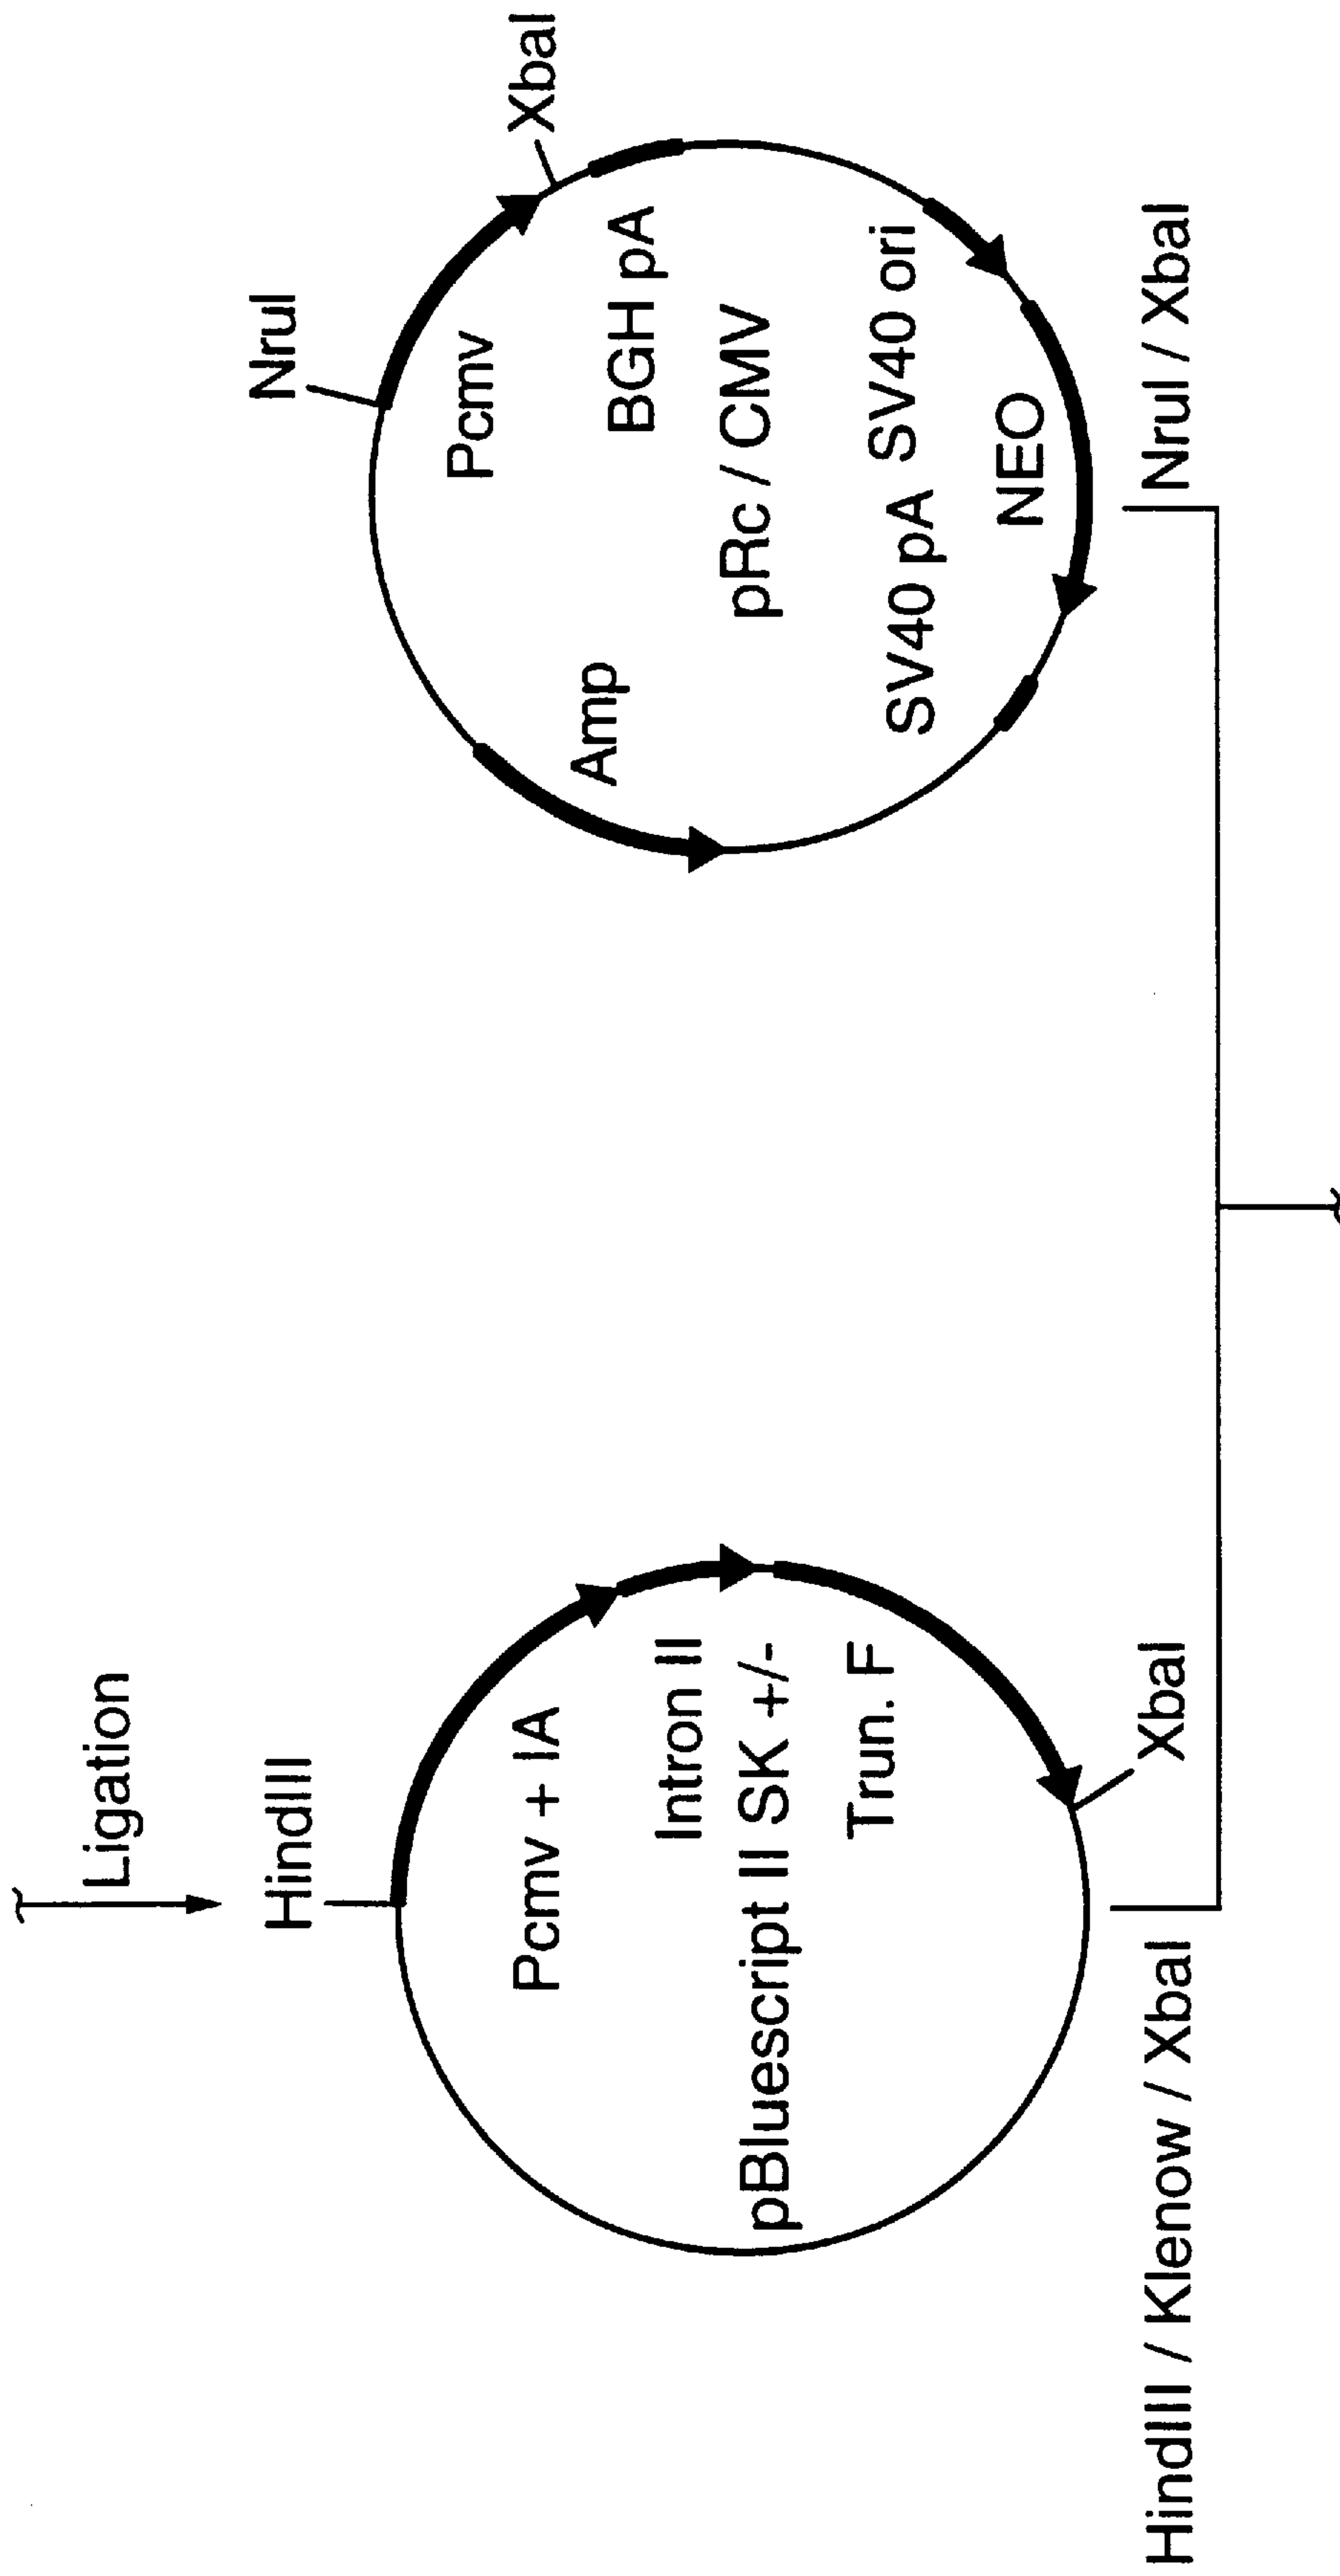 Ligation
HindIII
Pcmv + IA
Intron II
pBluescript II SK +/-
Trun. F
XbaI
HindIII / Klenow / XbaI
NruI
XbaI
Pcmv
Amp
BGH pA
pRc / CMV
SV40 pA SV40 ori
NEO
NruI / XbaI